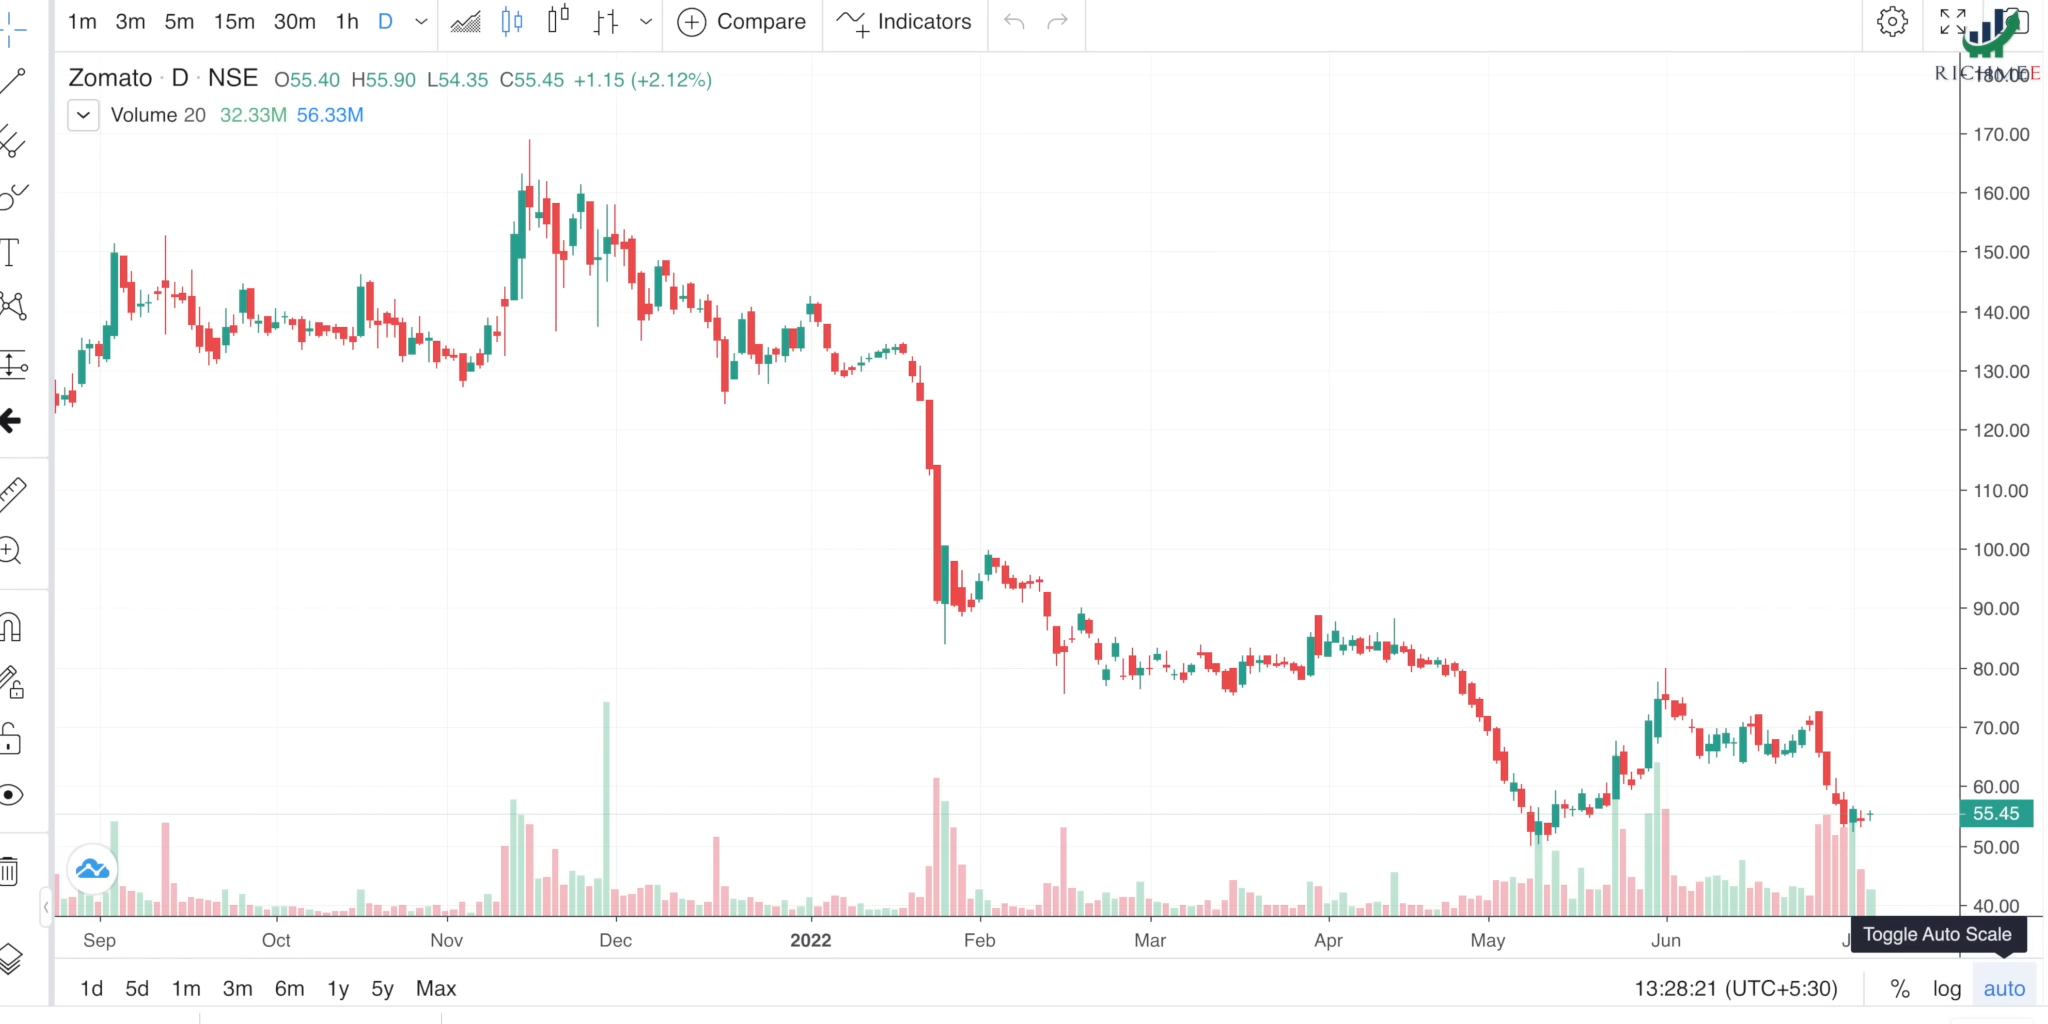 1m 3m 5m 15m 30m 1h D Compare Indicators
Zomato · D · NSE O55.40 H55.90 L54.35 C55.45 +1.15 (+2.12%)
Volume 20 32.33M 56.33M
RICHMEE
180.00
170.00
160.00
150.00
140.00
130.00
120.00
110.00
100.00
90.00
80.00
70.00
60.00
55.45
50.00
40.00
Sep Oct Nov Dec 2022 Feb Mar Apr May Jun J
Toggle Auto Scale
1d 5d 1m 3m 6m 1y 5y Max 13:28:21 (UTC+5:30) % log auto